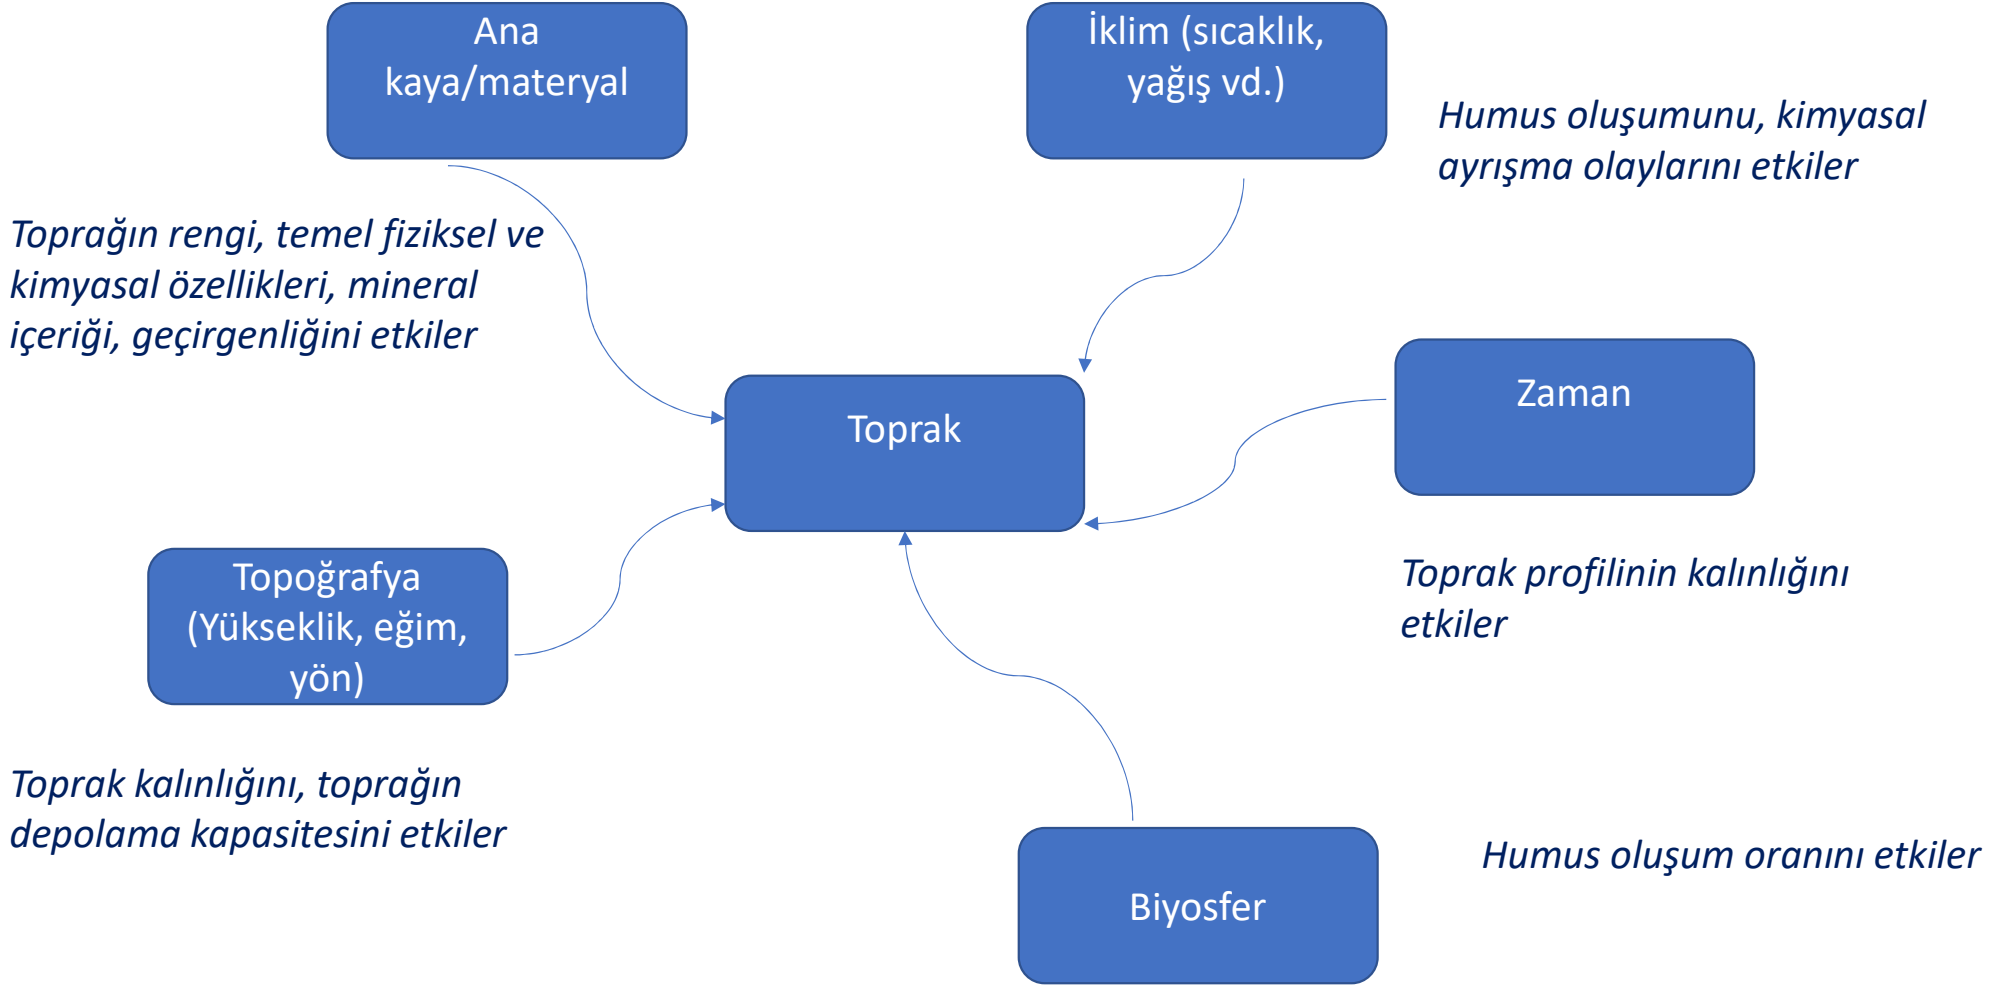 Ana
kaya/materyal
İklim (sıcaklık,
yağış vd.)
Humus oluşumunu, kimyasal
ayrışma olaylarını etkiler
Toprağın rengi, temel fiziksel ve
kimyasal özellikleri, mineral
içeriği, geçirgenliğini etkiler
Zaman
Toprak
Topoğrafya
(Yükseklik, eğim,
yön)
Toprak profilinin kalınlığını
etkiler
Toprak kalınlığını, toprağın
depolama kapasitesini etkiler
Humus oluşum oranını etkiler
Biyosfer